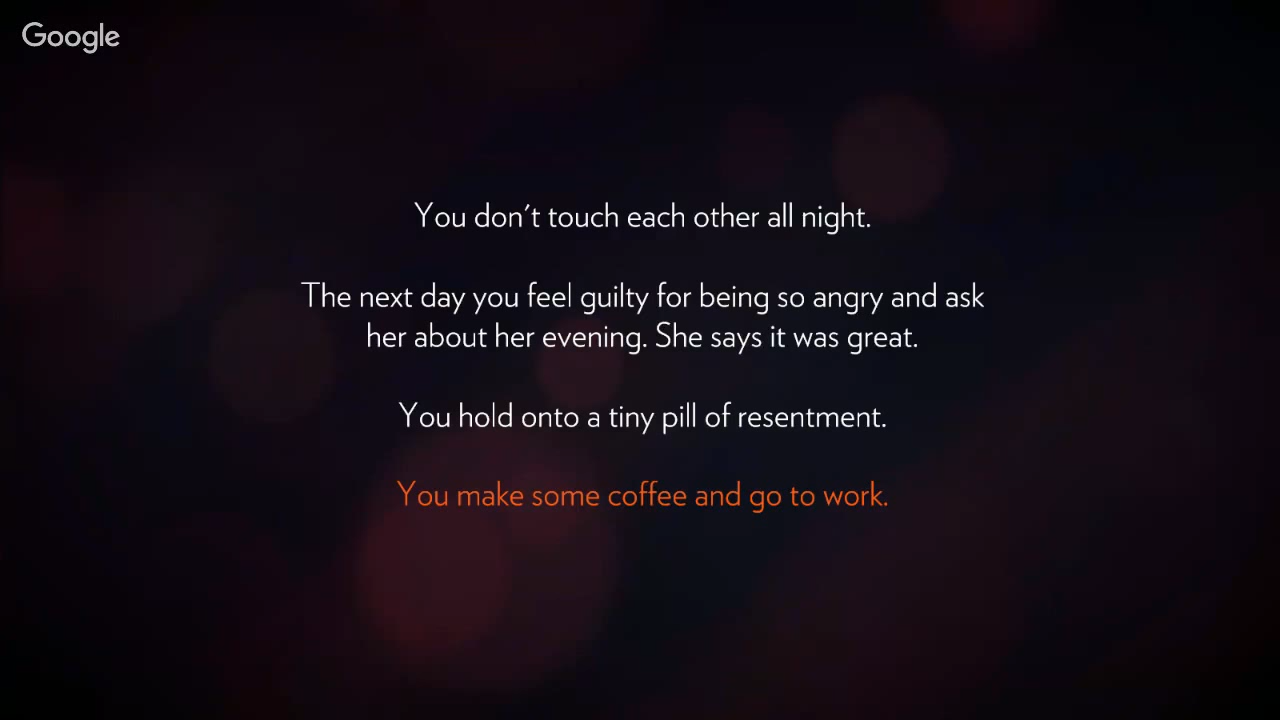 Google
You don't touch each other all night.
The next day you feel guilty for being so angry and ask
her about her evening. She says it was great.
You hold onto a tiny pill of resentment.
You make some coffee and go to work.